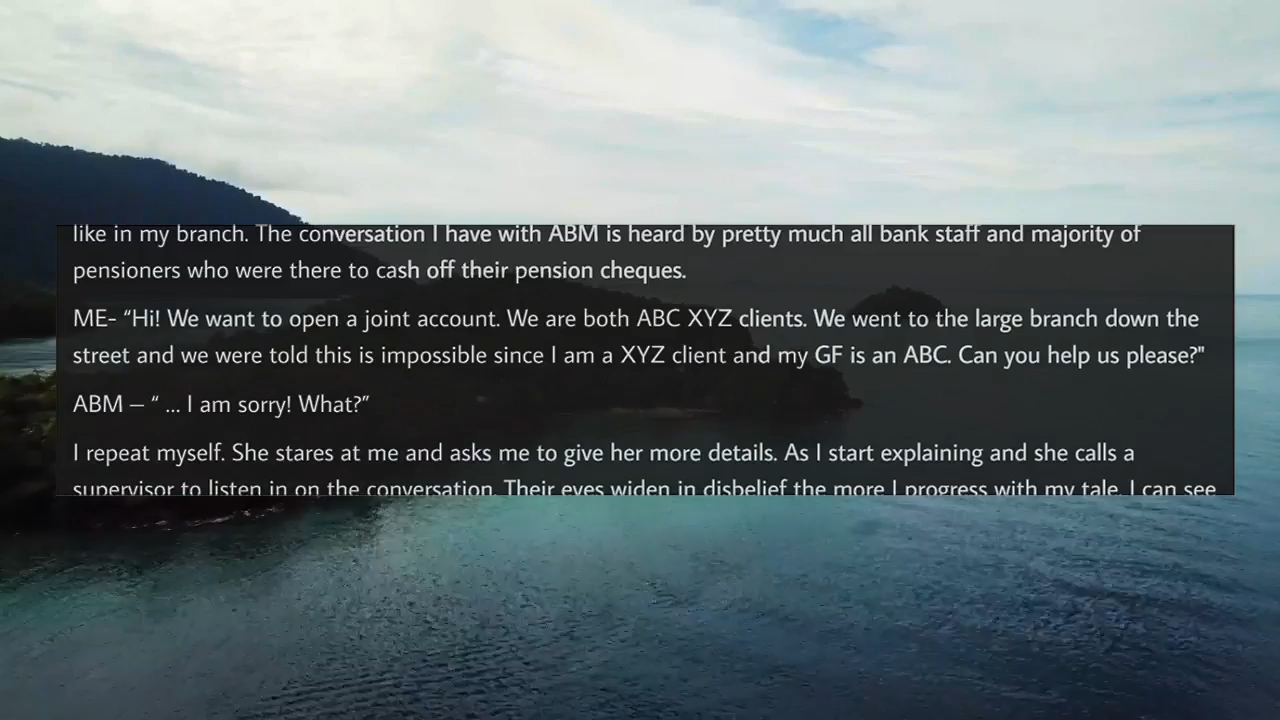 like in my branch. The conversation I have with ABM is heard by pretty much all bank staff and majority of
pensioners who were there to cash off their pension cheques.
ME- “Hi! We want to open a joint account. We are both ABC XYZ clients. We went to the large branch down the
street and we were told this is impossible since I am a XYZ client and my GF is an ABC. Can you help us please?"
ABM – “ ... I am sorry! What?”
I repeat myself. She stares at me and asks me to give her more details. As I start explaining and she calls a
supervisor to listen in on the conversation. Their eyes widen in disbelief the more I progress with my tale. I can see